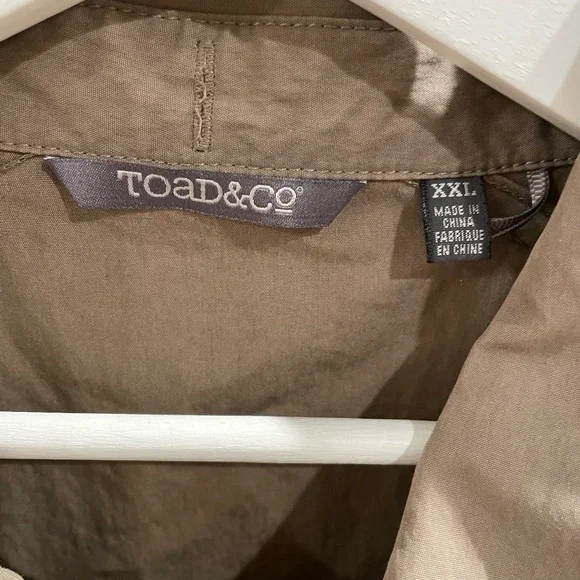 TOAD&CO
XXL
MADE IN
CHINA
FABRIQUE
EN CHINE